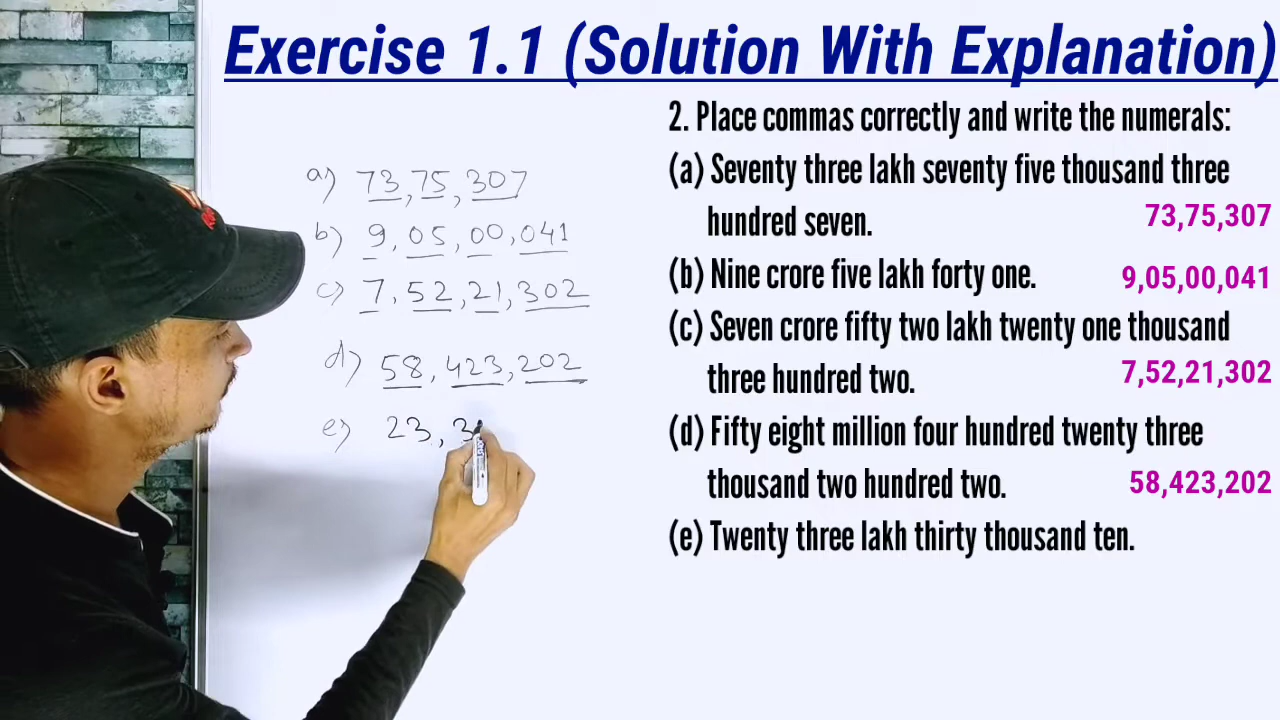 Exercise 1.1 (Solution With Explanation)
a) 73,75,307
b) 9,05,00,041
c) 7,52,21,302
d) 58,423,202
e) 23,3
2. Place commas correctly and write the numerals:
(a) Seventy three lakh seventy five thousand three
hundred seven.
73,75,307
(b) Nine crore five lakh forty one.
9,05,00,041
(c) Seven crore fifty two lakh twenty one thousand
three hundred two.
7,52,21,302
(d) Fifty eight million four hundred twenty three
thousand two hundred two.
58,423,202
(e) Twenty three lakh thirty thousand ten.